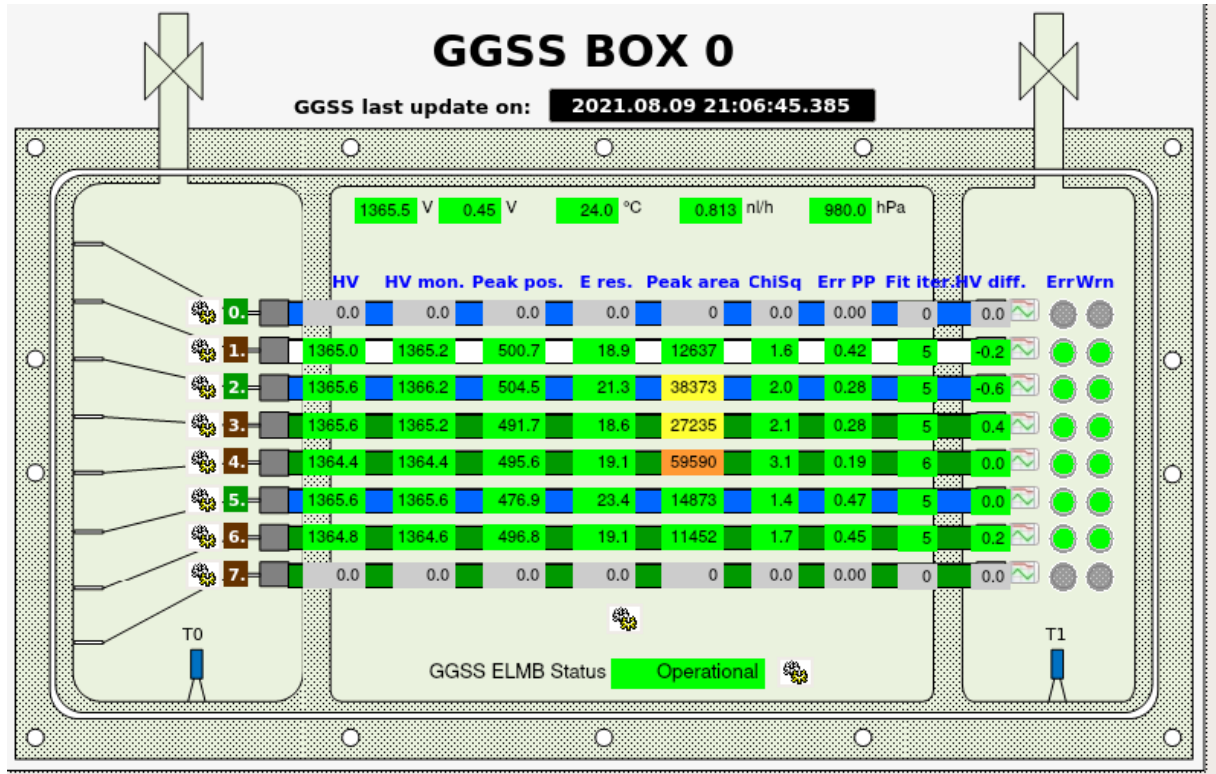 GGSS BOX 0
GGSS last update on: 2021.08.09 21:06:45.385
1365.5 V 0.45 V 24.0 °C 0.813 nl/h 980.0 hPa
HV HV mon. Peak pos. E res. Peak area ChiSq Err PP Fit iter. HV diff. Err Wrn
0. 0.0 0.0 0.0 0.0 0 0.0 0.00 0 0.0
1. 1365.0 1365.2 500.7 18.9 12637 1.6 0.42 5 -0.2
2. 1365.6 1366.2 504.5 21.3 38373 2.0 0.28 5 -0.6
3. 1365.6 1365.2 491.7 18.6 27235 2.1 0.28 5 0.4
4. 1364.4 1364.4 495.6 19.1 59590 3.1 0.19 6 0.0
5. 1365.6 1365.6 476.9 23.4 14873 1.4 0.47 5 0.0
6. 1364.8 1364.6 496.8 19.1 11452 1.7 0.45 5 0.2
7. 0.0 0.0 0.0 0.0 0 0.0 0.00 0 0.0
T0 T1
GGSS ELMB Status Operational